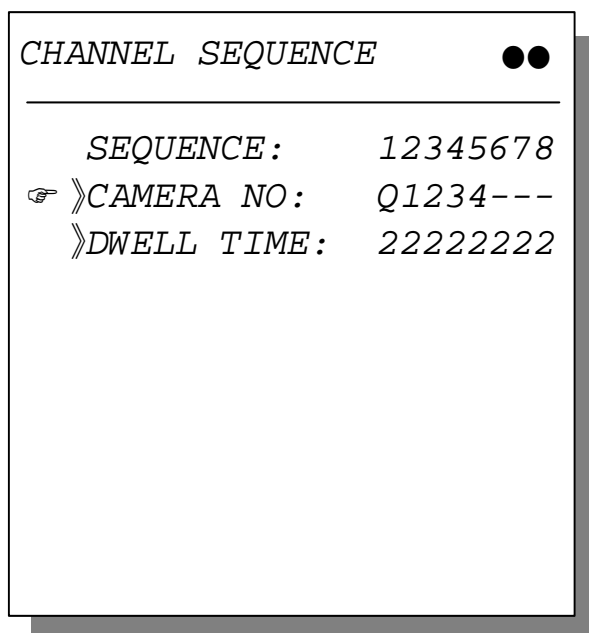 CHANNEL SEQUENCE ●●
SEQUENCE: 12345678
☞ 》CAMERA NO: Q1234---
》DWELL TIME: 22222222